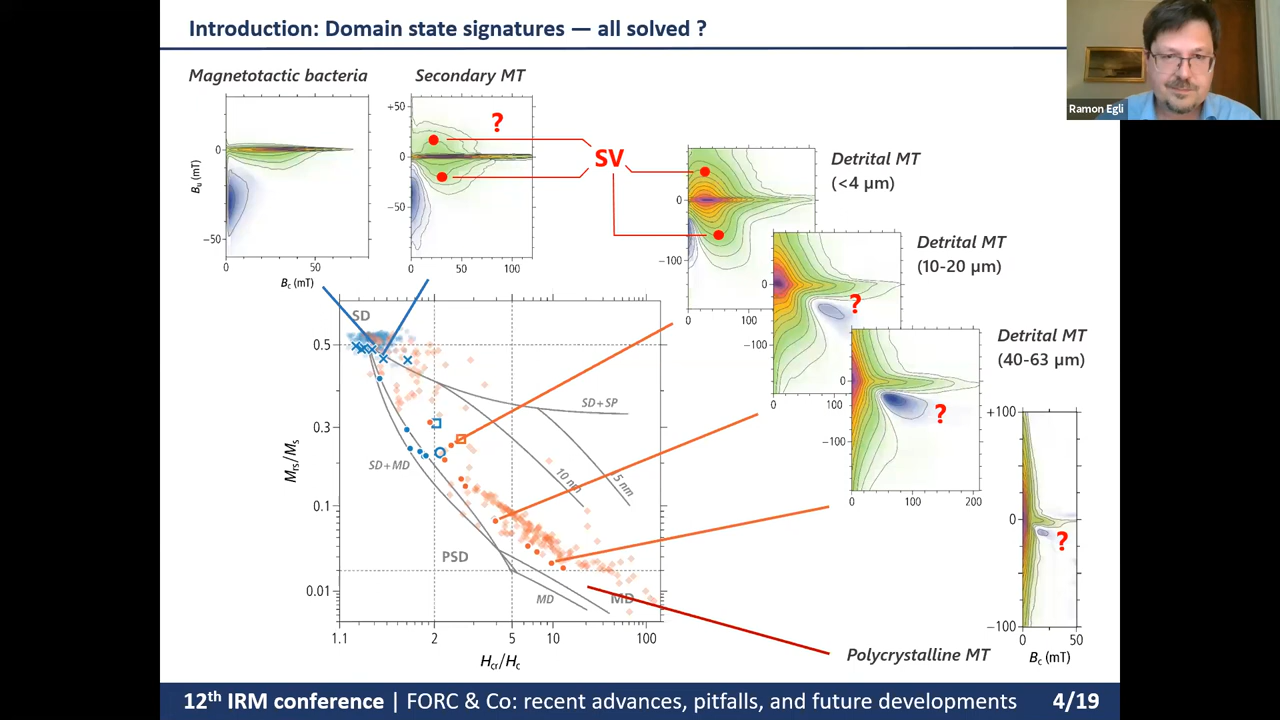 Introduction: Domain state signatures — all solved ?
Ramon Egli
Magnetotactic bacteria
Secondary MT
+50
?
0
0
−50
−50
Bu (mT)
0
50
Bc (mT)
0
50
100
SV
Detrital MT
(<4 μm)
0
−100
0
100
Detrital MT
(10-20 μm)
0
−100
?
100
Detrital MT
(40-63 μm)
0
−100
?
0
100
200
+100
0
−100
?
0
50
Bc (mT)
Polycrystalline MT
SD
0.5
0.3
0.1
0.01
Mrs/Ms
SD+SP
SD+MD
10 nm
5 nm
PSD
MD
MD
1.1
2
5
10
100
Hcr/Hc
12th IRM conference | FORC & Co: recent advances, pitfalls, and future developments
4/19